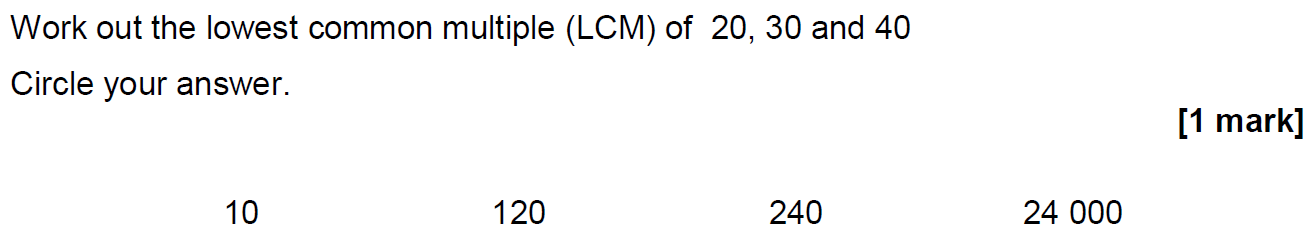 Work out the lowest common multiple (LCM) of 20, 30 and 40
Circle your answer.
[1 mark]
10 120 240 24 000